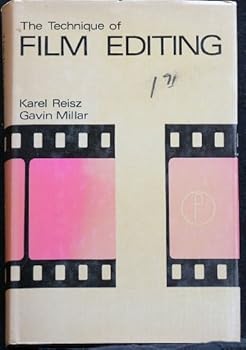 The Technique of
FILM EDITING
Karel Reisz
Gavin Millar